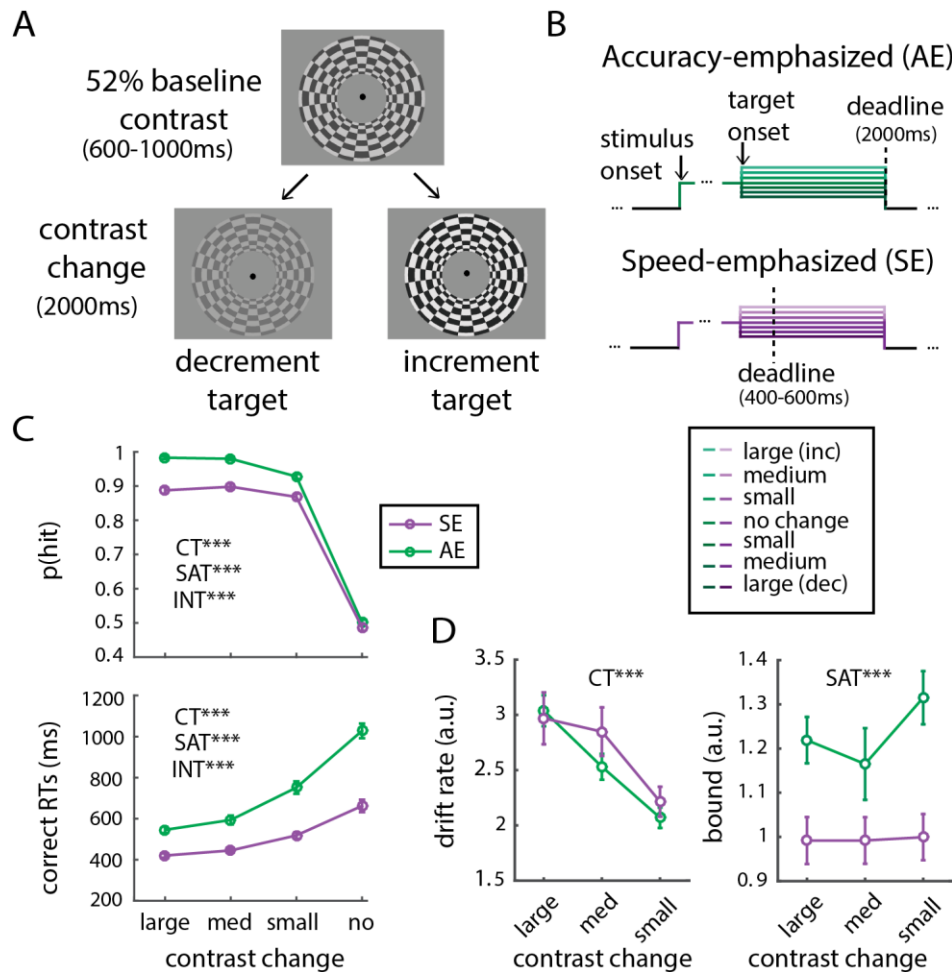 A
52% baseline
contrast
(600-1000ms)
contrast
change
(2000ms)
decrement
target
increment
target
B
Accuracy-emphasized (AE)
target
onset
deadline
(2000ms)
stimulus
onset
...
...
...
Speed-emphasized (SE)
...
...
...
deadline
(400-600ms)
large (inc)
medium
small
no change
small
medium
large (dec)
C
1
0.9
0.8
0.7
0.6
0.5
0.4
p(hit)
CT***
SAT***
INT***
SE
AE
1200
1000
800
600
400
200
correct RTs (ms)
CT***
SAT***
INT***
large
med
small
no
contrast change
D
3.5
3
2.5
2
1.5
drift rate (a.u.)
CT***
large
med
small
contrast change
1.4
1.3
1.2
1.1
1
0.9
bound (a.u.)
SAT***
large
med
small
contrast change